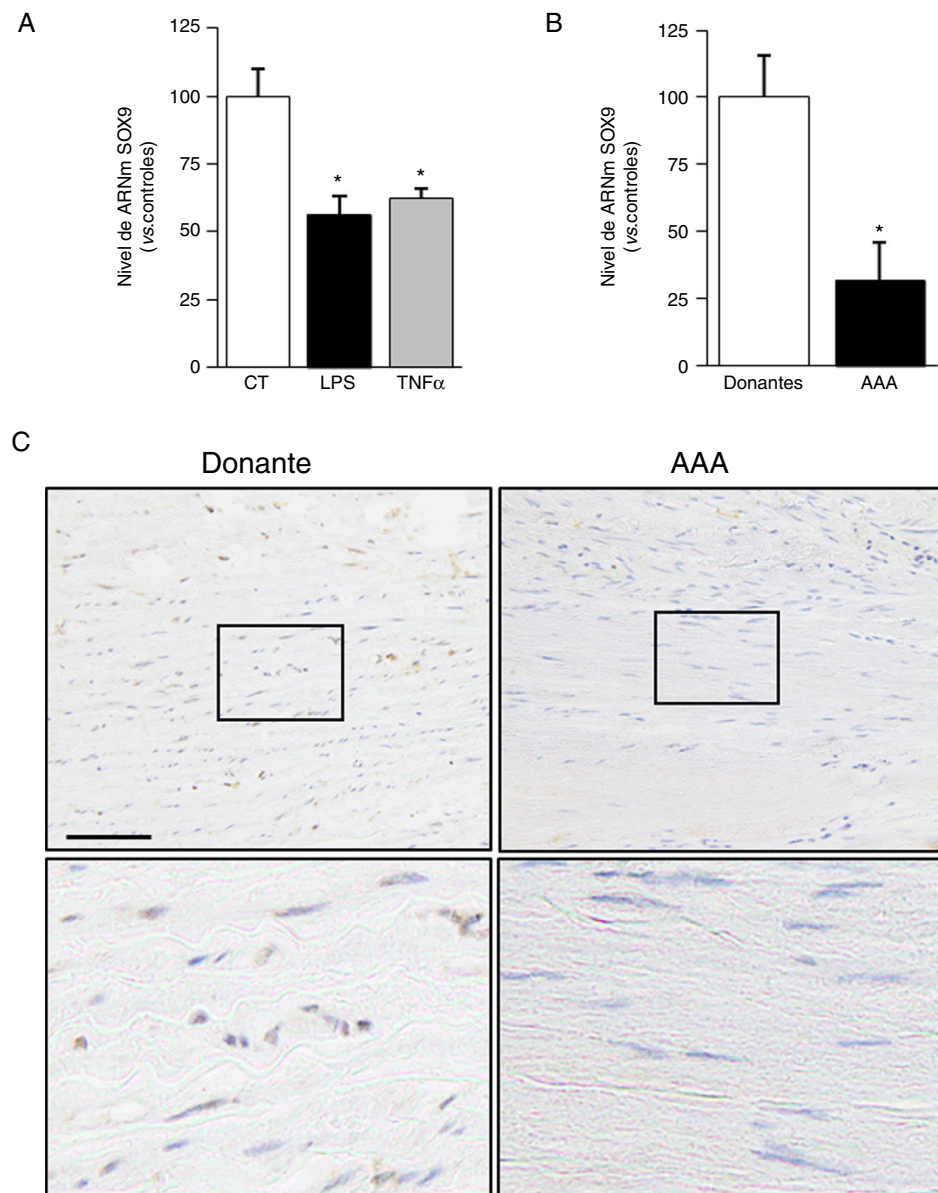 A
Nivel de ARNm SOX9
(vs.controles)
125
100
75
50
25
0
*
*
CT
LPS
TNFα
B
Nivel de ARNm SOX9
(vs.controles)
125
100
75
50
25
0
*
Donantes
AAA
C
Donante
AAA